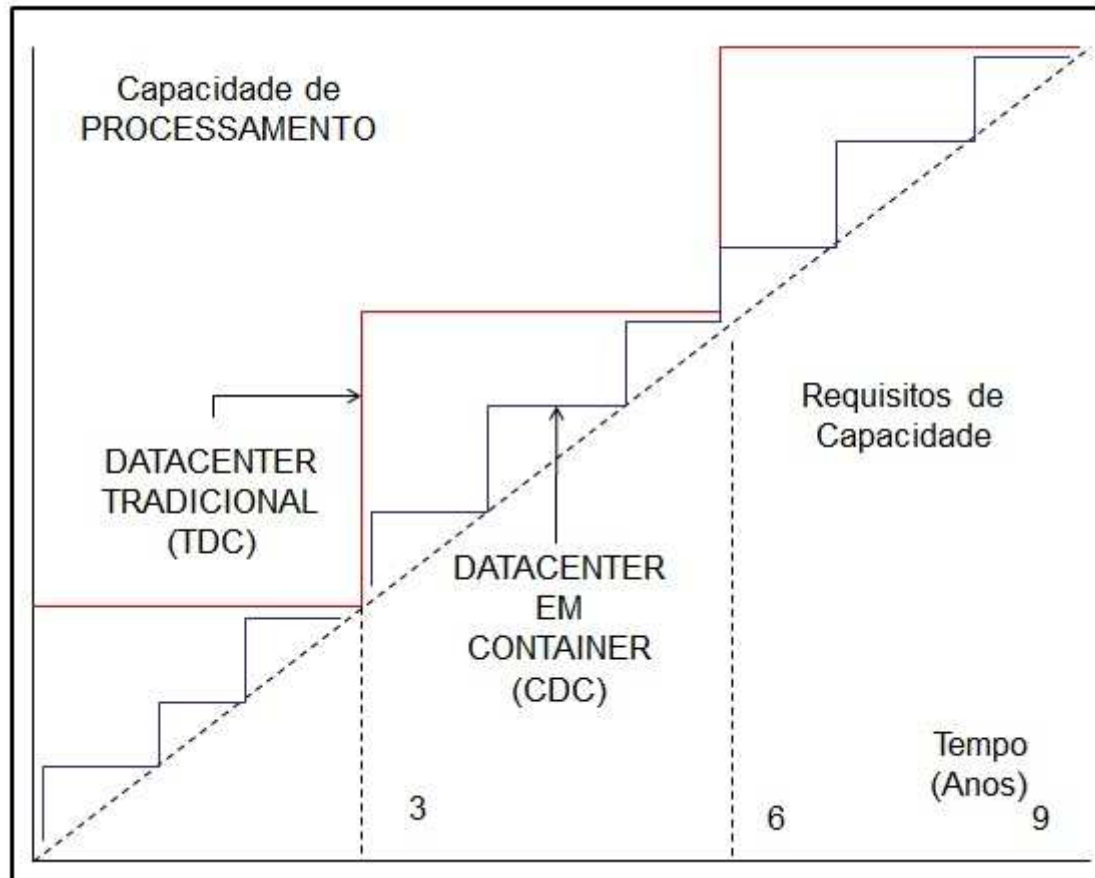 Capacidade de
PROCESSAMENTO
DATACENTER
TRADICIONAL
(TDC)
Requisitos de
Capacidade
DATACENTER
EM
CONTAINER
(CDC)
Tempo
(Anos)
3
6
9